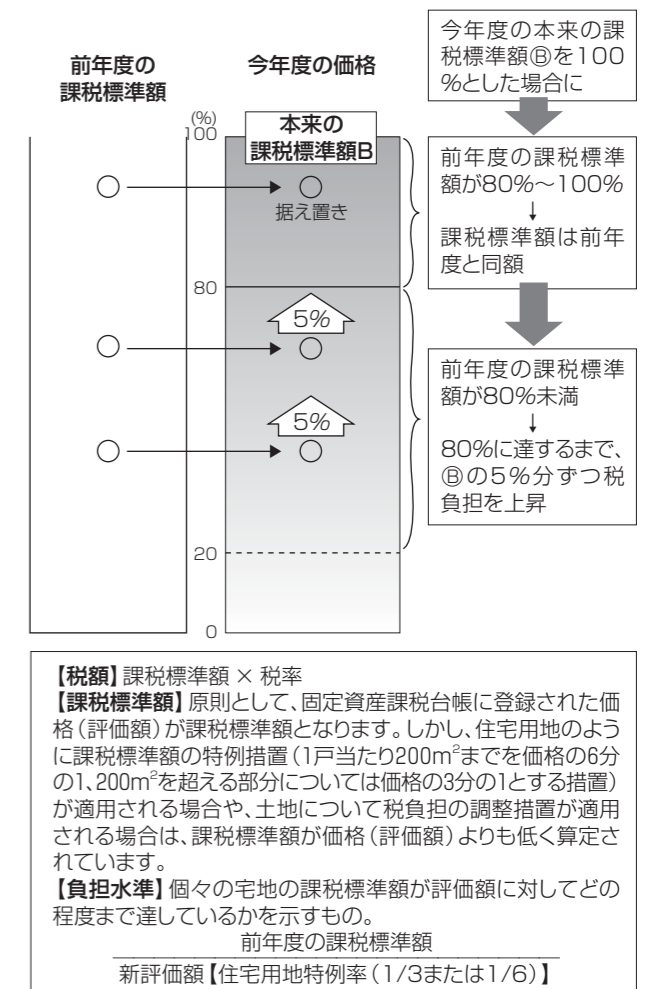 前年度の
課税標準額
今年度の価格
(%)
100
本来の
課税標準額B
据え置き
80
5%
5%
20
0
今年度の本来の課
税標準額Ⓑを100
%とした場合に
前年度の課税標準
額が80%～100%
↓
課税標準額は前年
度と同額
前年度の課税標準
額が80%未満
↓
80%に達するまで、
Ⓑの5%分ずつ税
負担を上昇
【税額】課税標準額 × 税率
【課税標準額】原則として、固定資産課税台帳に登録された価
格（評価額）が課税標準額となります。しかし、住宅用地のよう
に課税標準額の特例措置（1戸当たり200m²までを価格の6分
の1、200m²を超える部分については価格の3分の1とする措置）
が適用される場合や、土地について税負担の調整措置が適用
される場合は、課税標準額が価格（評価額）よりも低く算定さ
れています。
【負担水準】個々の宅地の課税標準額が評価額に対してどの
程度まで達しているかを示すもの。
前年度の課税標準額
新評価額【住宅用地特例率（1/3または1/6）】